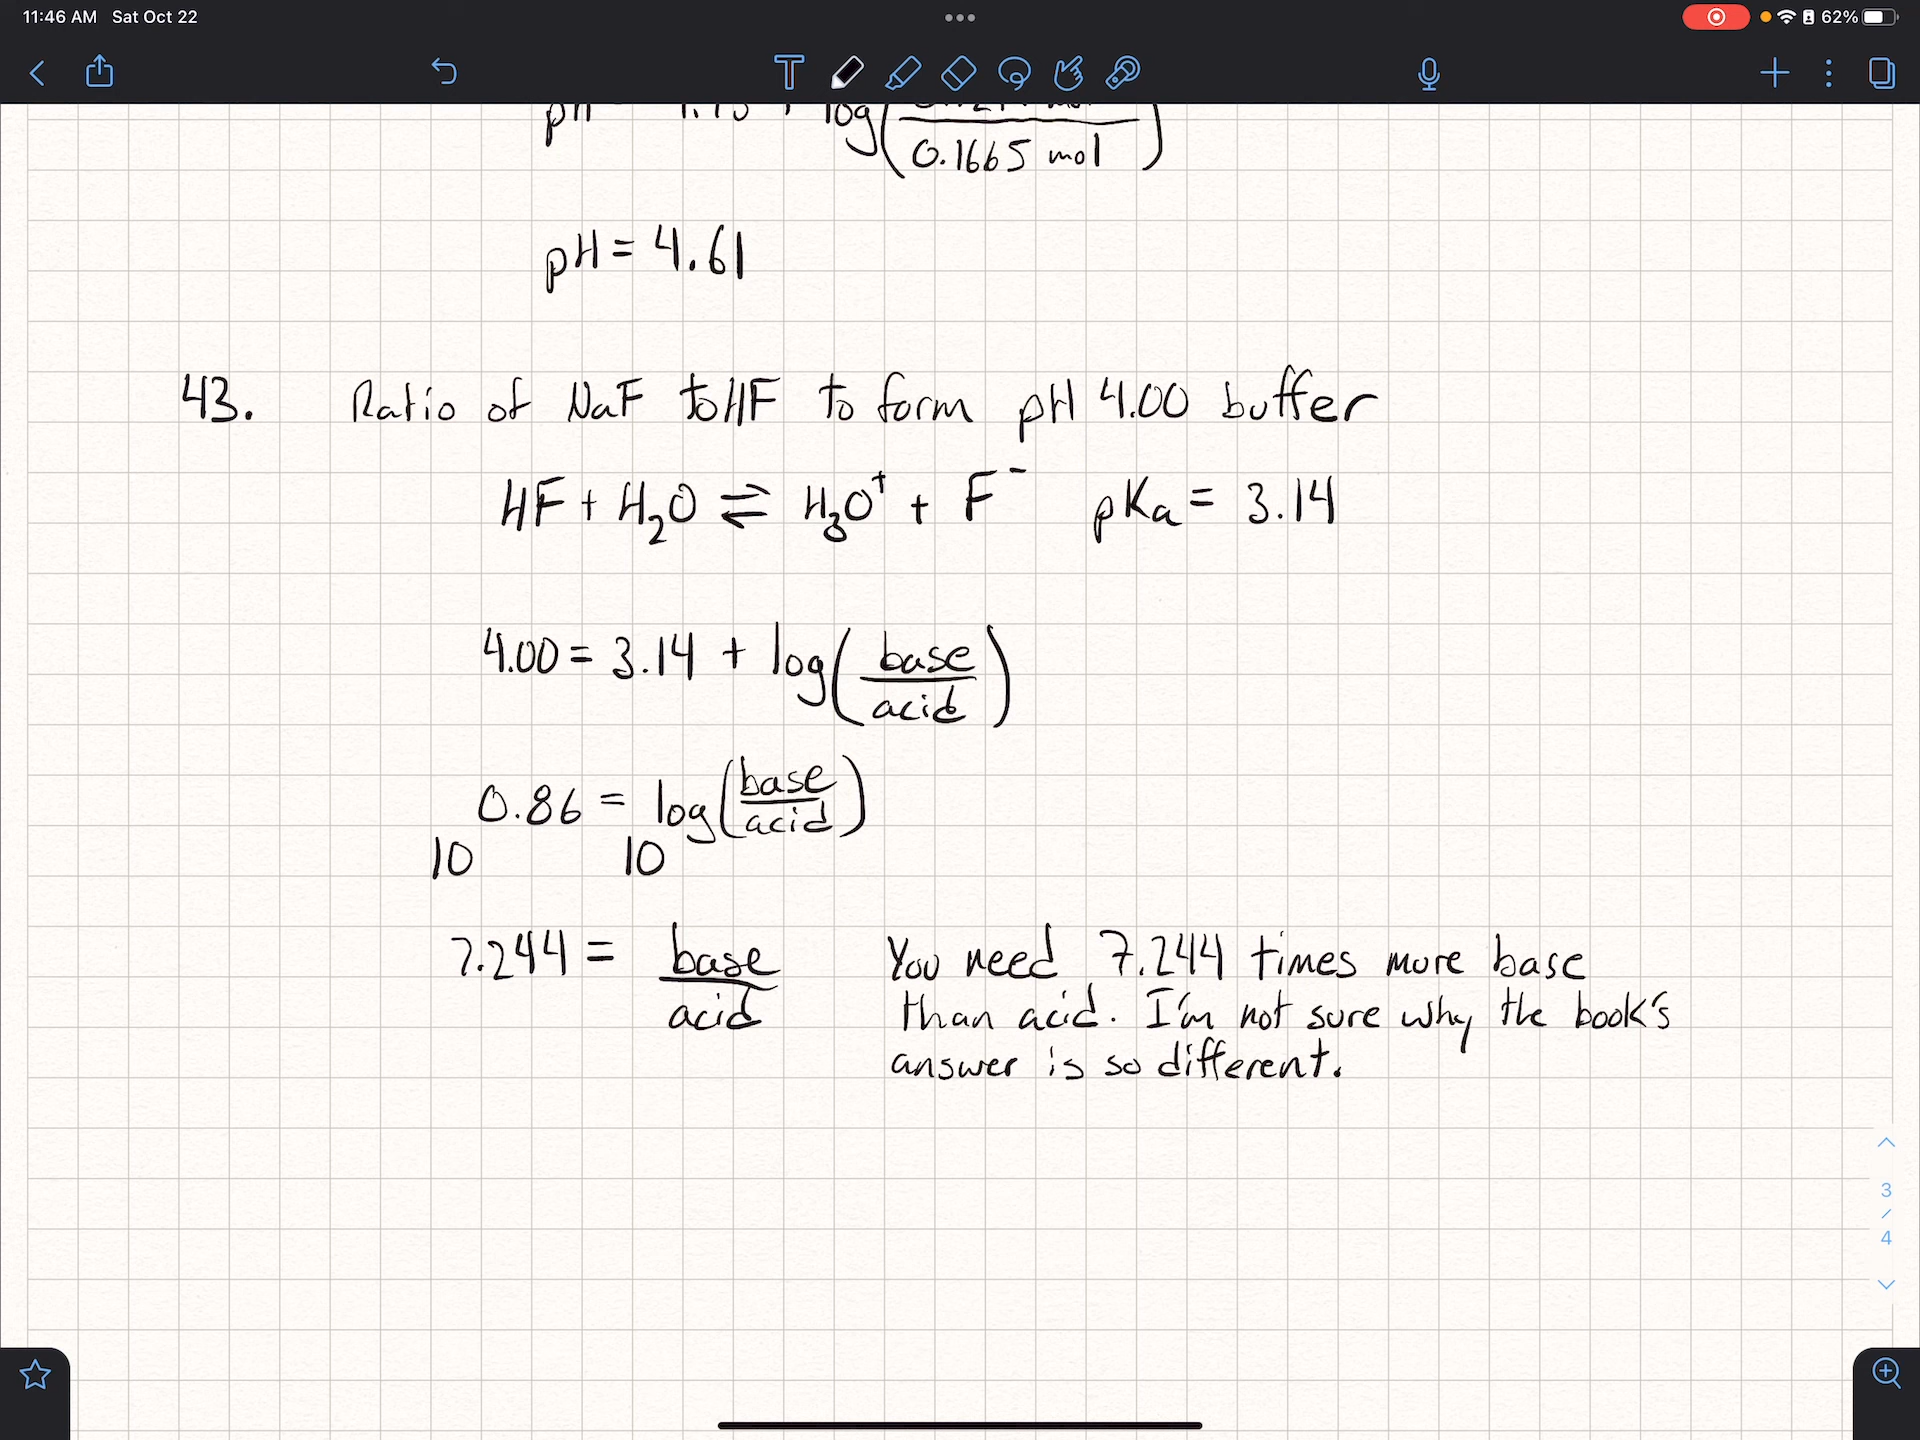 11:46 AM Sat Oct 22
62%
pH log(
0.1665 mol)
pH = 4.61
43. Ratio of NaF to HF to form pH 4.00 buffer
HF + H₂O ⇌ H₃O⁺ + F⁻ pKa = 3.14
4.00 = 3.14 + log(base/acid)
0.86 = log(base/acid)
10 10
7.244 = base/acid
You need 7.244 times more base
than acid. I'm not sure why the book's
answer is so different.
3
/
4